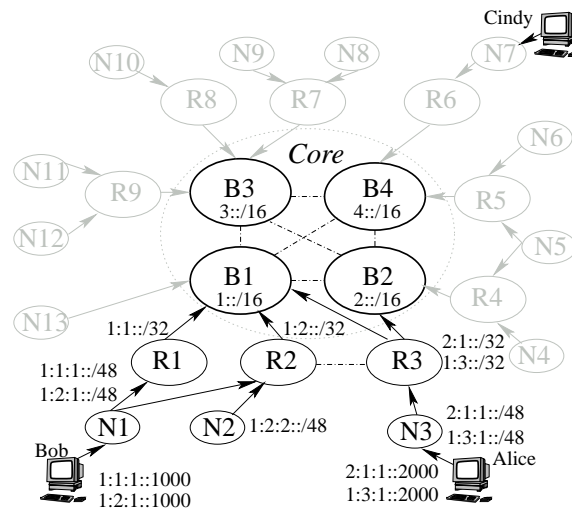 Cindy
N9
N8
N7
N10
R8
R7
R6
Core
N6
N11
B3
3::/16
B4
4::/16
R9
R5
N12
N5
B1
1::/16
B2
2::/16
R4
N13
1:1::/32
1:2::/32
2:1::/32
1:3::/32
R1
R2
R3
N4
1:1:1::/48
1:2:1::/48
N1
N2
1:2:2::/48
N3
2:1:1::/48
1:3:1::/48
Bob
Alice
1:1:1::1000
1:2:1::1000
2:1:1::2000
1:3:1::2000